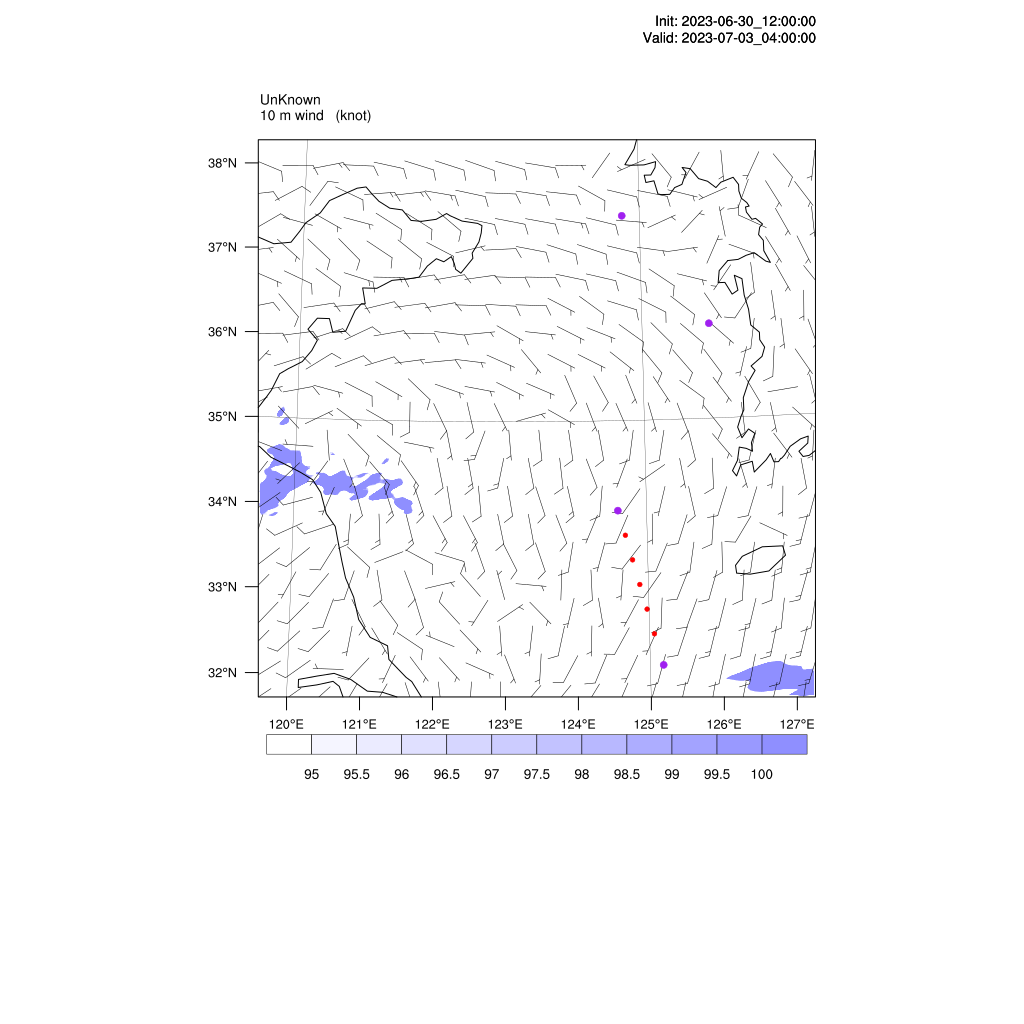 Init: 2023-06-30_12:00:00
Valid: 2023-07-03_04:00:00
UnKnown
10 m wind   (knot)
38°N
37°N
36°N
35°N
34°N
33°N
32°N
120°E 121°E 122°E 123°E 124°E 125°E 126°E 127°E
95 95.5 96 96.5 97 97.5 98 98.5 99 99.5 100